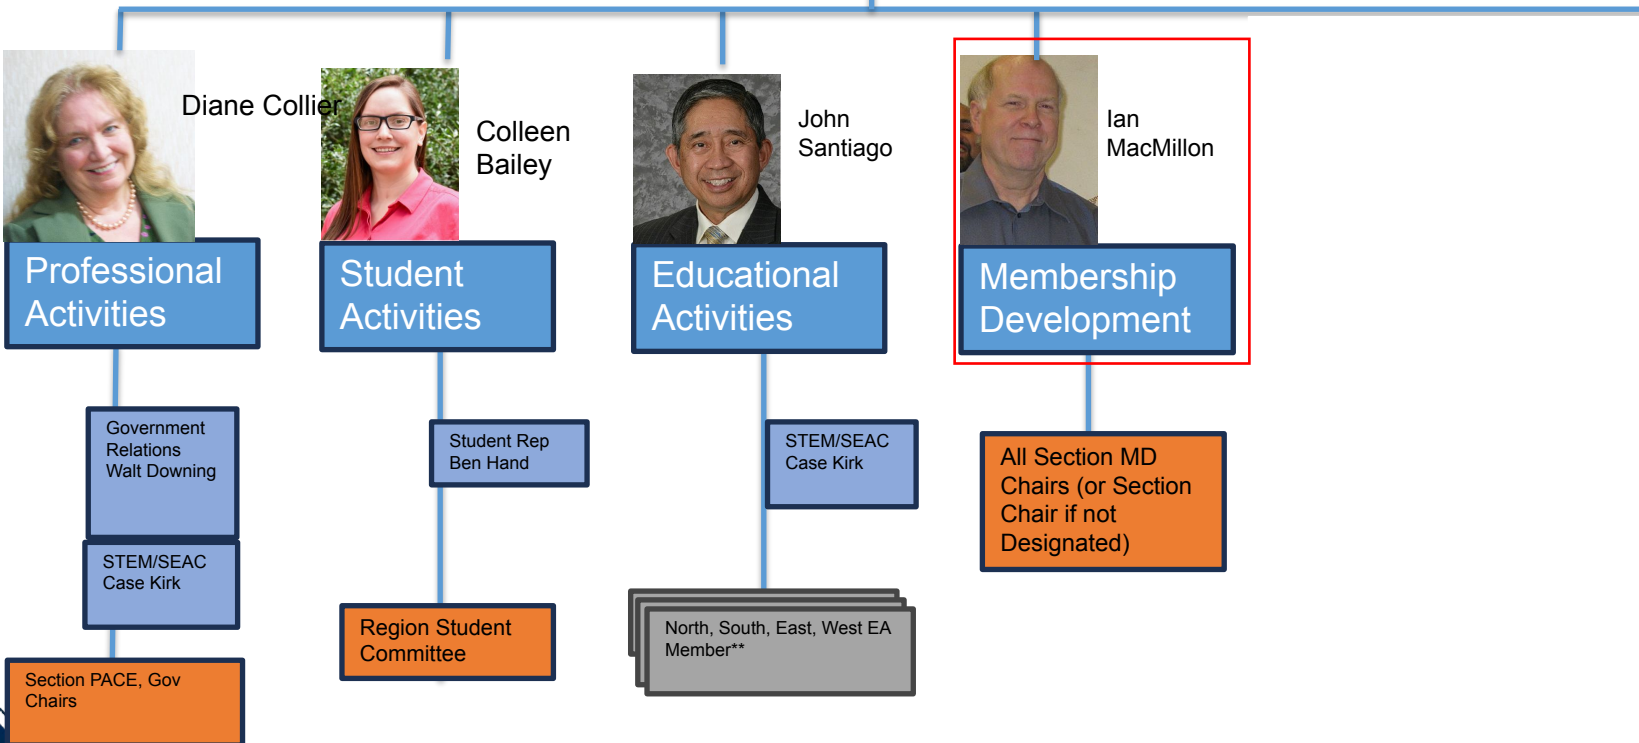 Diane Collier
Colleen
Bailey
John
Santiago
Ian
MacMillon
Professional
Activities
Student
Activities
Educational
Activities
Membership
Development
Government
Relations
Walt Downing
STEM/SEAC
Case Kirk
Section PACE, Gov
Chairs
Student Rep
Ben Hand
Region Student
Committee
STEM/SEAC
Case Kirk
North, South, East, West EA
Member**
All Section MD
Chairs (or Section
Chair if not
Designated)